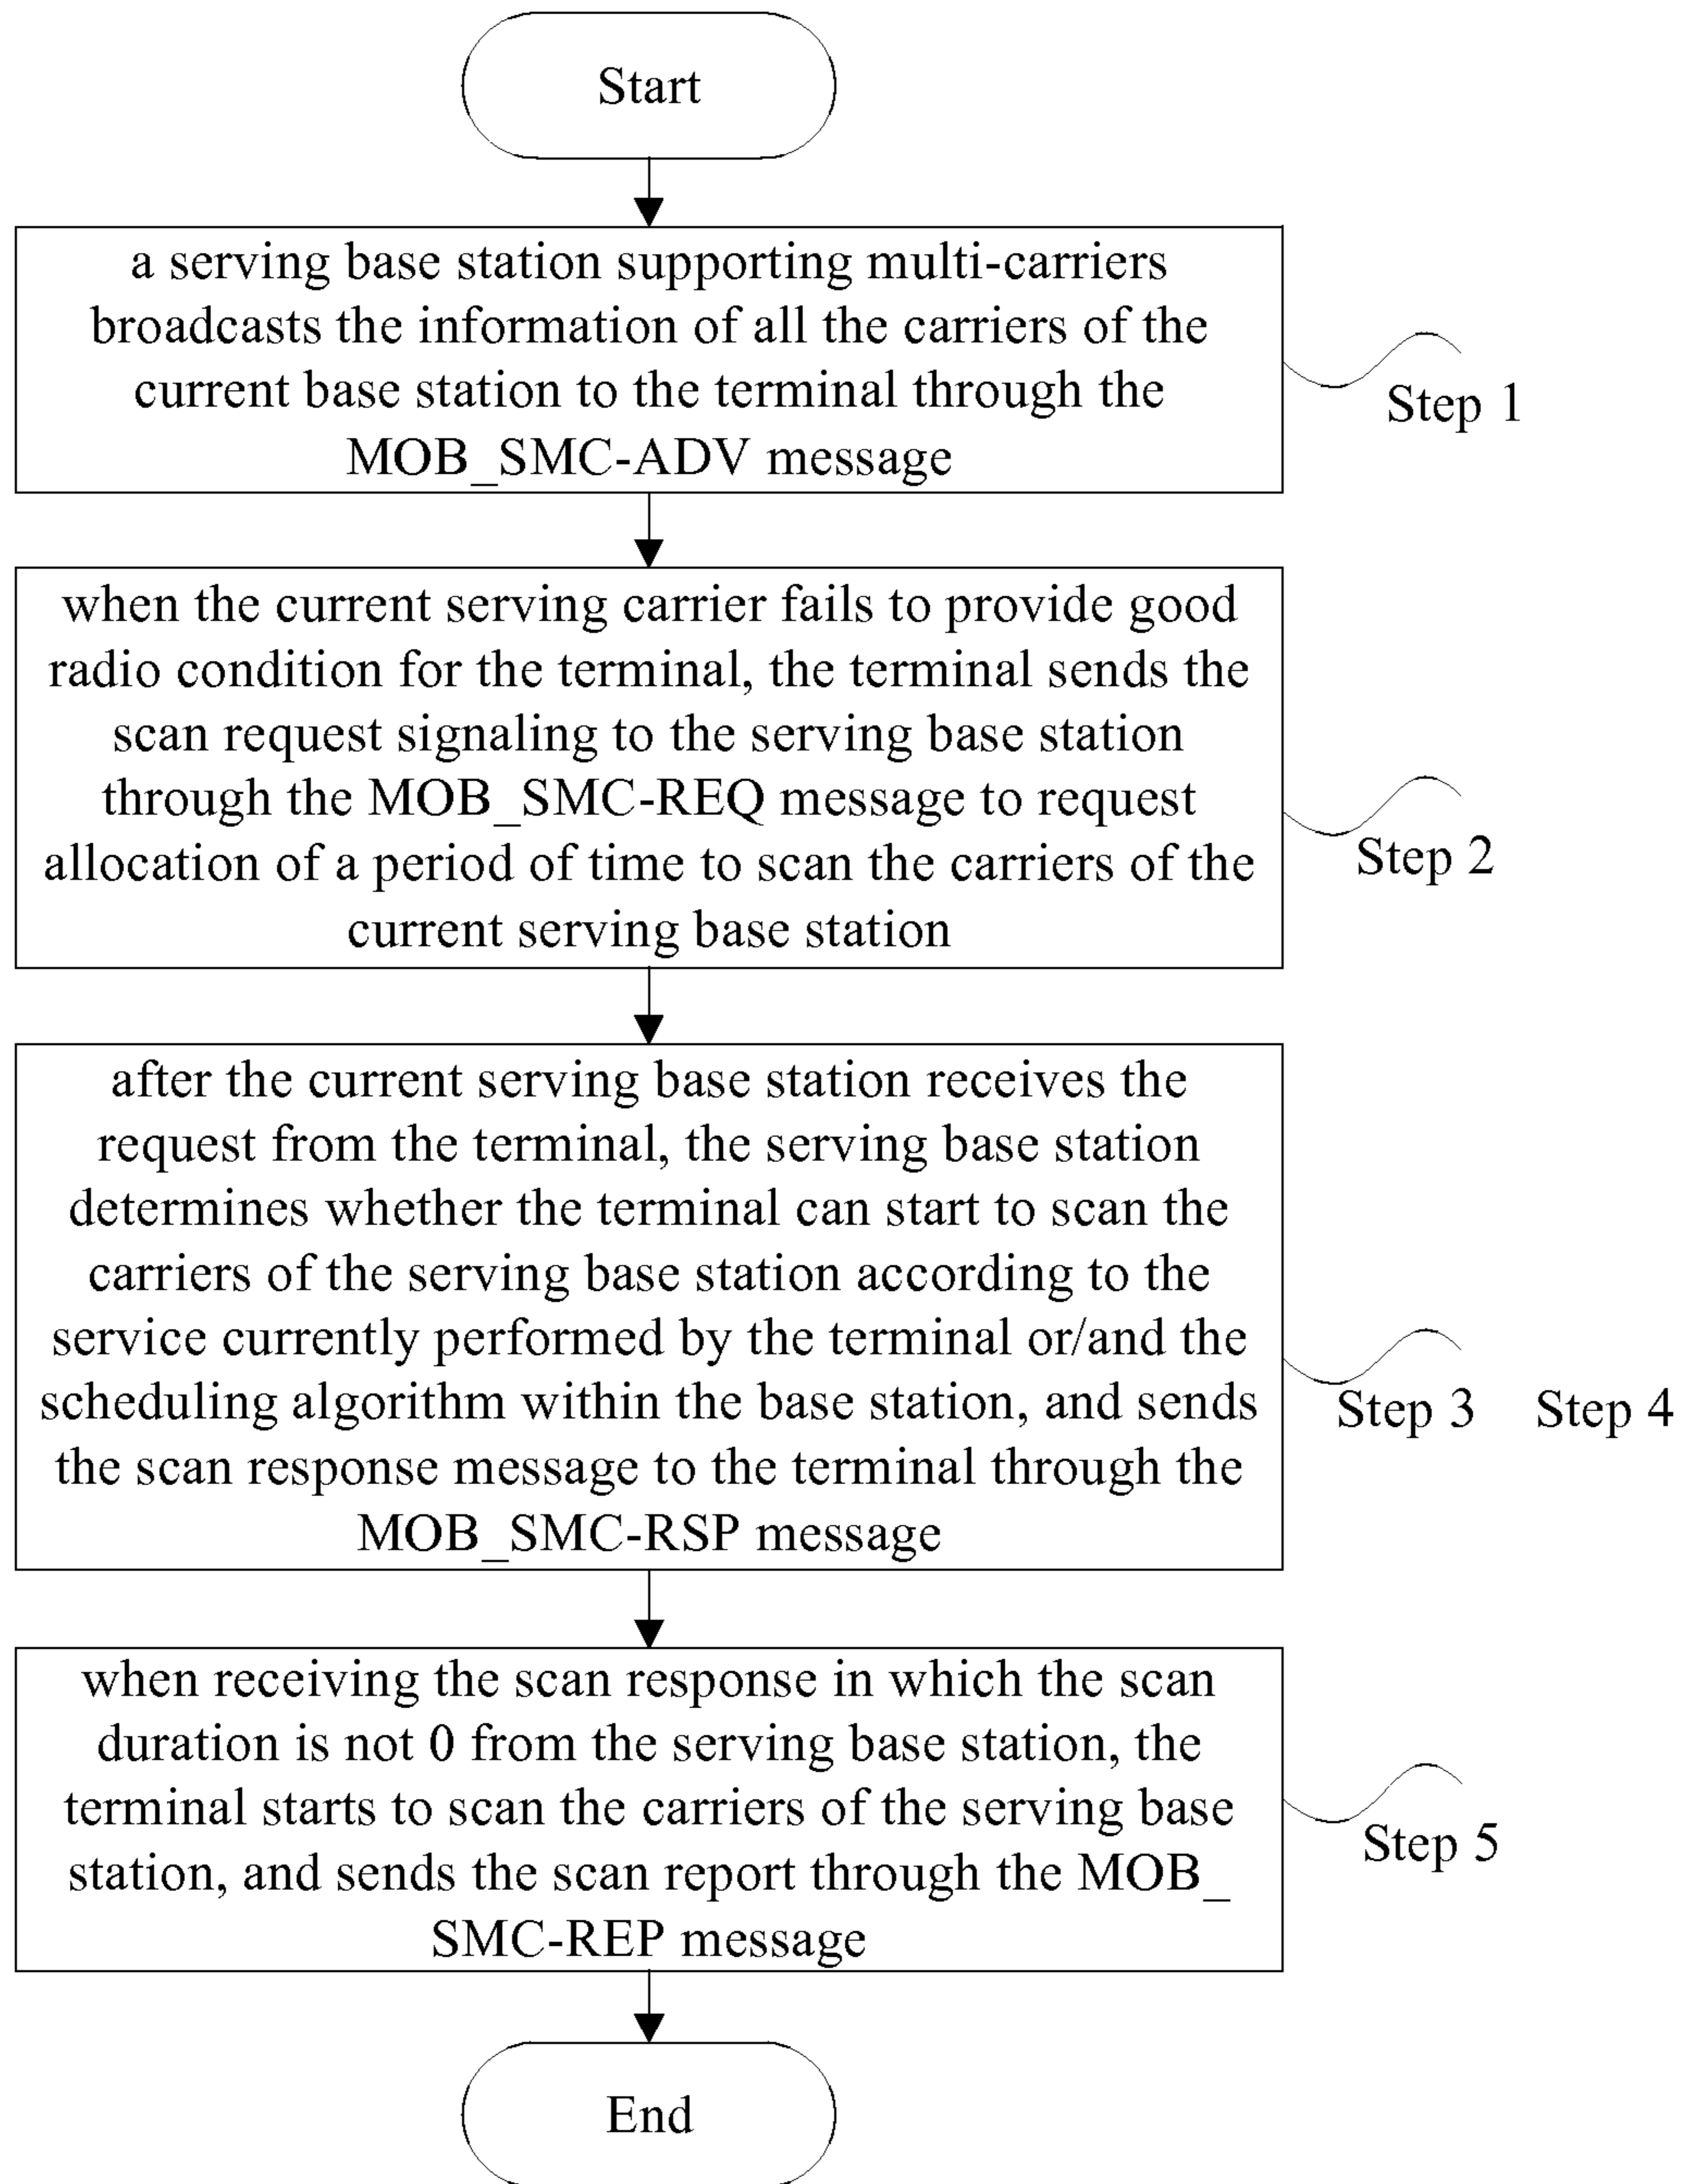 Start
a serving base station supporting multi-carriers
broadcasts the information of all the carriers of the
current base station to the terminal through the
MOB_SMC-ADV message
Step 1
when the current serving carrier fails to provide good
radio condition for the terminal, the terminal sends the
scan request signaling to the serving base station
through the MOB_SMC-REQ message to request
allocation of a period of time to scan the carriers of the
current serving base station
Step 2
after the current serving base station receives the
request from the terminal, the serving base station
determines whether the terminal can start to scan the
carriers of the serving base station according to the
service currently performed by the terminal or/and the
scheduling algorithm within the base station, and sends
the scan response message to the terminal through the
MOB_SMC-RSP message
Step 3 Step 4
when receiving the scan response in which the scan
duration is not 0 from the serving base station, the
terminal starts to scan the carriers of the serving base
station, and sends the scan report through the MOB_
SMC-REP message
Step 5
End